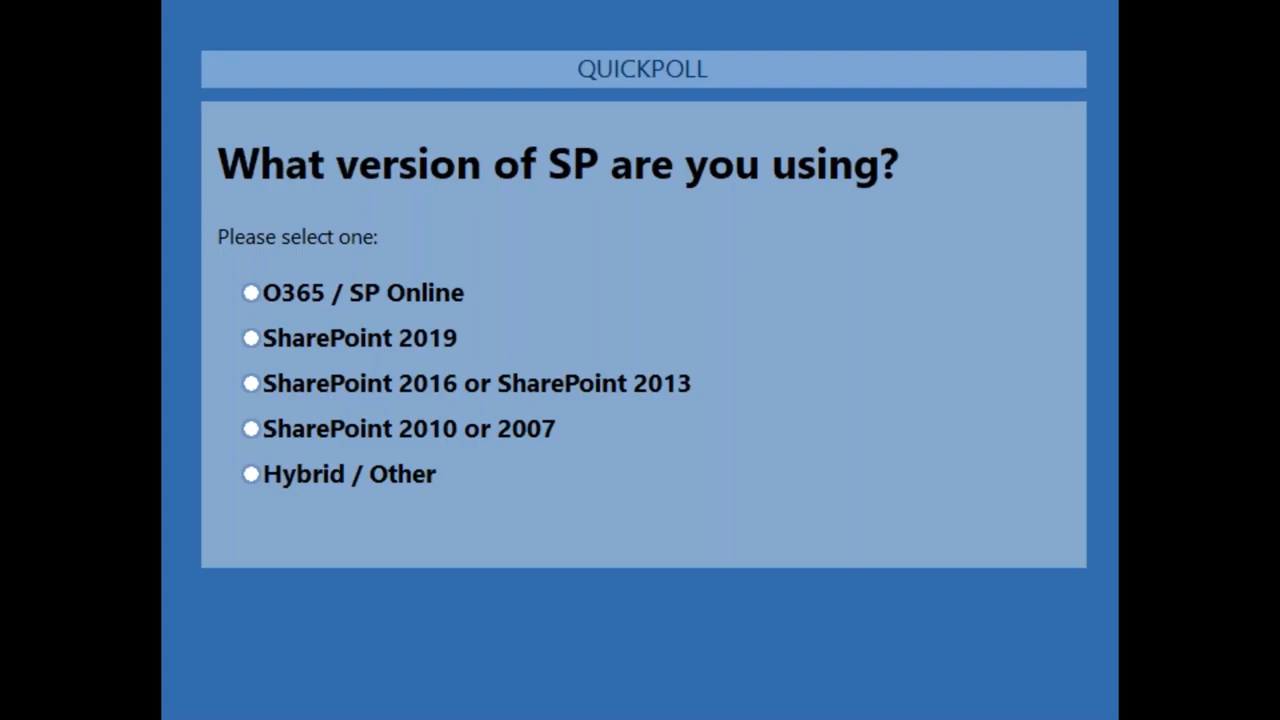 QUICKPOLL
What version of SP are you using?
Please select one:
O365 / SP Online
SharePoint 2019
SharePoint 2016 or SharePoint 2013
SharePoint 2010 or 2007
Hybrid / Other